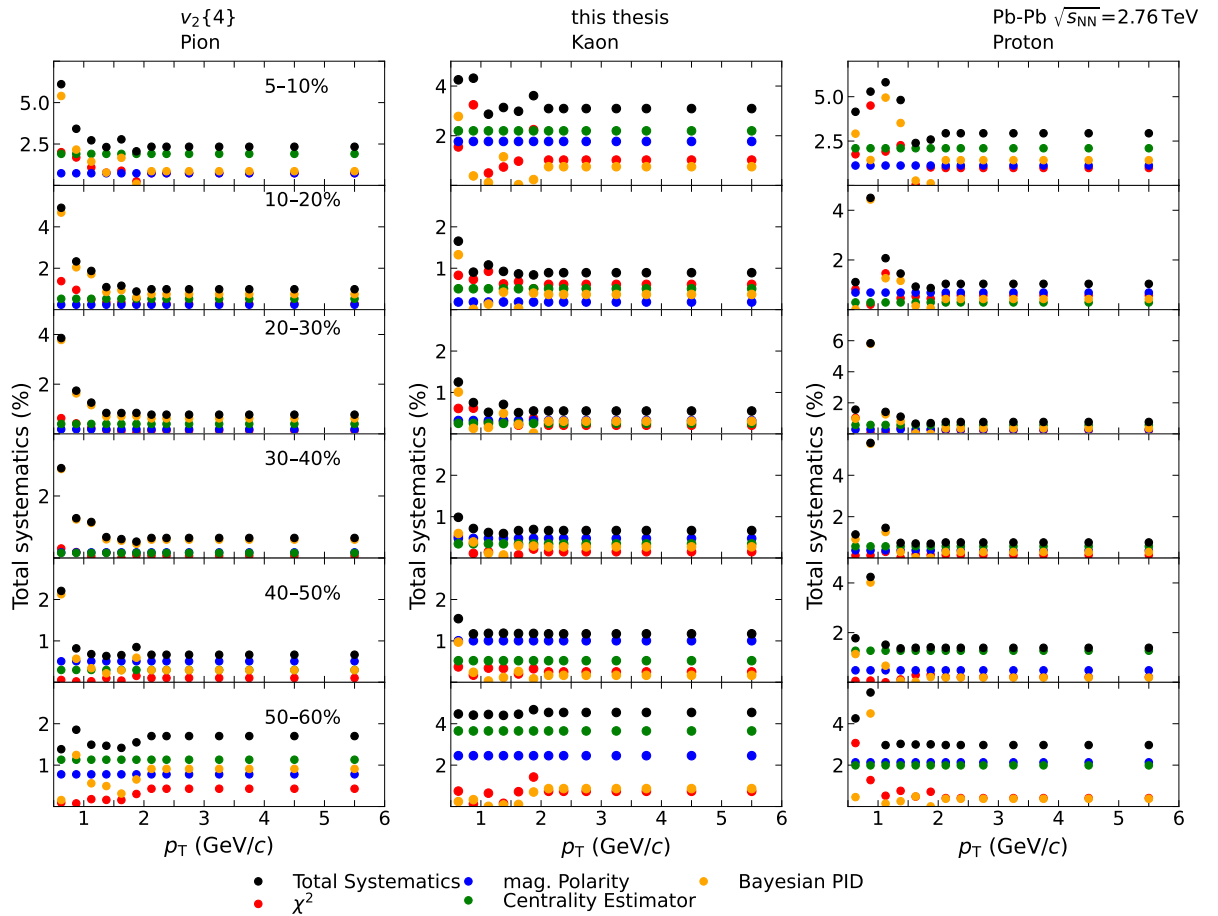 v₂{4} this thesis Pb-Pb √sNN=2.76 TeV
Pion Kaon Proton
5–10%
5.0 4 5.0
2.5 2 2.5
10–20%
4 2 4
2 1 2
20–30%
4 2 6
4
2 1 2
30–40%
2 2 4
1 2
40–50%
2 2 4
1 1 2
50–60%
2 4 4
1 2 2
Total systematics (%) Total systematics (%) Total systematics (%)
1 2 3 4 5 6 1 2 3 4 5 6 1 2 3 4 5 6
pT (GeV/c) pT (GeV/c) pT (GeV/c)
Total Systematics mag. Polarity Bayesian PID
χ² Centrality Estimator